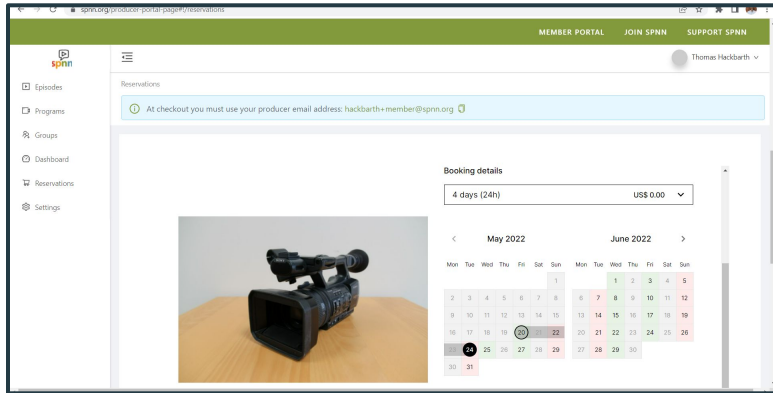 spnn.org/producer-portal-page#!/reservations
MEMBER PORTAL JOIN SPNN SUPPORT SPNN
spnn
Thomas Hackbarth
Episodes
Programs
Groups
Dashboard
Reservations
Settings
Reservations
At checkout you must use your producer email address: hackbarth+member@spnn.org
Booking details
4 days (24h) US$ 0.00
< May 2022
Mon Tue Wed Thu Fri Sat Sun
1
2 3 4 5 6 7 8
9 10 11 12 13 14 15
16 17 18 19 20 21 22
23 24 25 26 27 28 29
30 31
June 2022 >
Mon Tue Wed Thu Fri Sat Sun
1 2 3 4 5
6 7 8 9 10 11 12
13 14 15 16 17 18 19
20 21 22 23 24 25 26
27 28 29 30